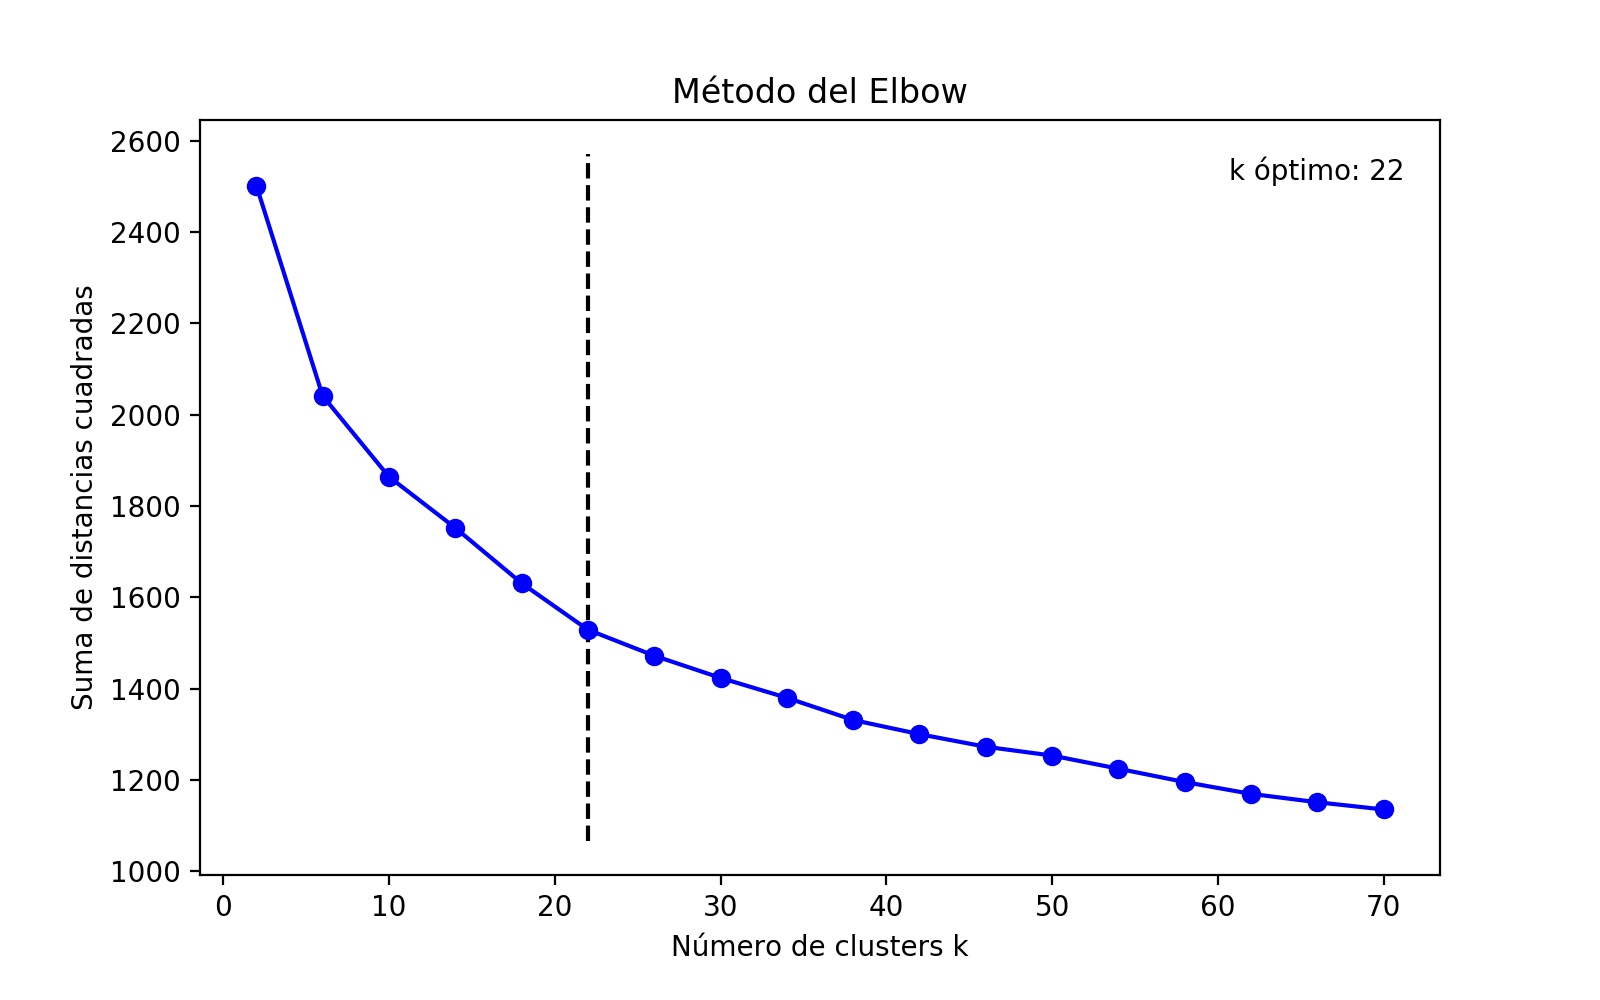 Método del Elbow
k óptimo: 22
Suma de distancias cuadradas
2600
2400
2200
2000
1800
1600
1400
1200
1000
0 10 20 30 40 50 60 70
Número de clusters k